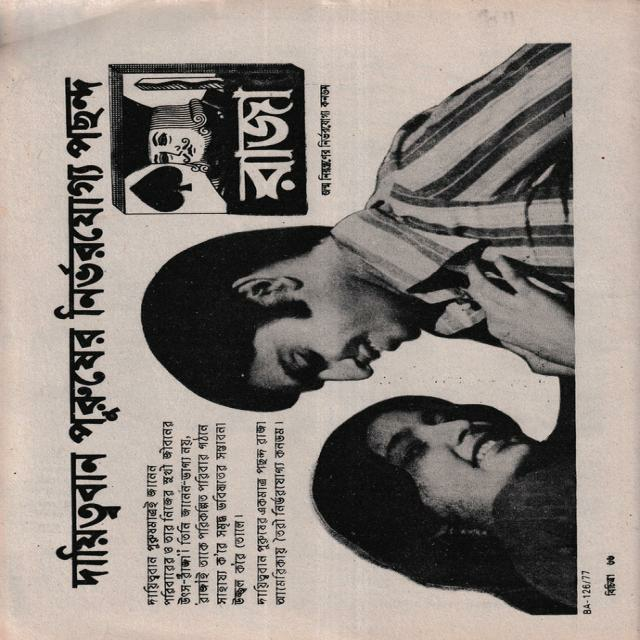 দায়িত্ববান পুরুষের নির্ভরযোগ্য পছন্দ
রাজা
জন্ম নিয়ন্ত্রণের নির্ভরযোগ্য কনডম
দায়িত্ববান পুরুষমাত্রেই জানেন
পরিবারের ও তার নিজের সুখী জীবনের
উৎস-রাজা। তিনি জানেন-ভাগ্য নয়,
রাজাই তাকে পরিকল্পিত পরিবার গঠনে
সাহায্য ক'রে সমৃদ্ধ ভবিষ্যতের সম্ভাবনা
উজ্জ্বল ক'রে তোলে।
দায়িত্ববান পুরুষের একমাত্র পছন্দ রাজা
আমেরিকায় তৈরী নির্ভরযোগ্য কনডম।
BA-126/77
বিচিত্রা ৩৩